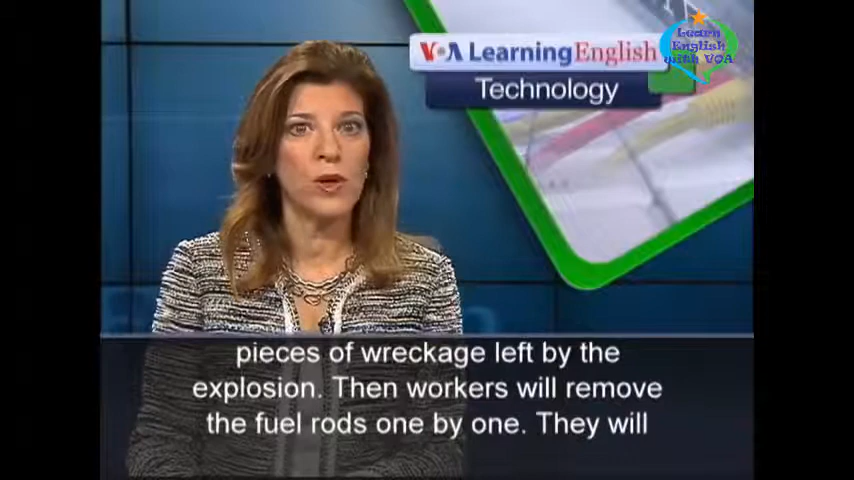 VOA Learning English
Technology
Learn
English
with VOA
pieces of wreckage left by the
explosion. Then workers will remove
the fuel rods one by one. They will